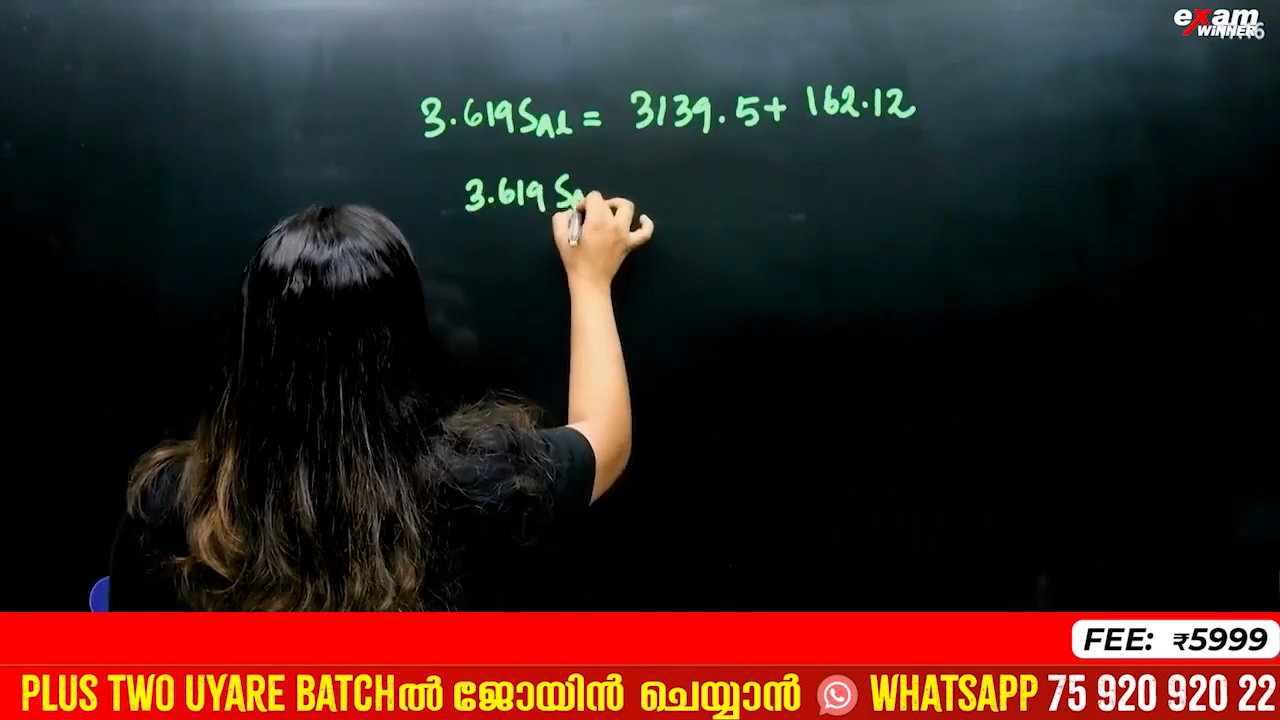 exam
WINNER
3.619 S_Al = 3139.5 + 162.12
3.619 S
FEE: ₹5999
PLUS TWO UYARE BATCHൽ ജോയിൻ ചെയ്യാൻ WHATSAPP 75 920 920 22